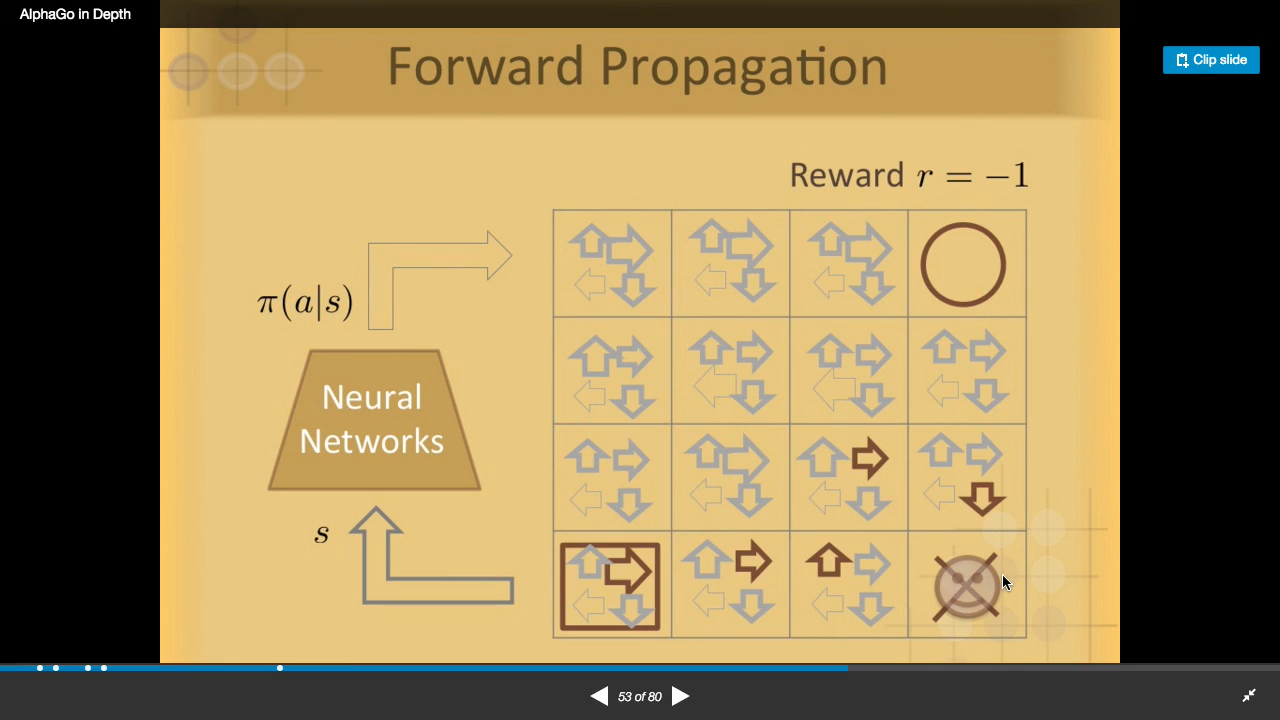 AlphaGo in Depth
Forward Propagation
Clip slide
Reward r = −1
π(a|s)
Neural
Networks
s
53 of 80